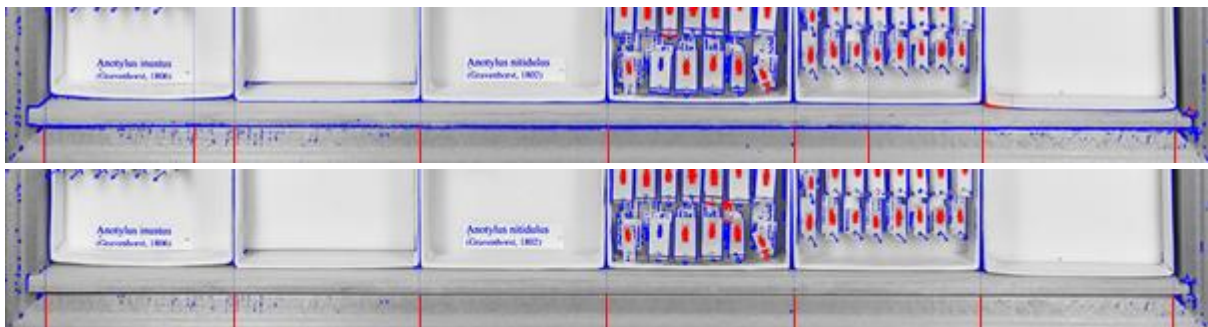 Anotylus inustus
(Gravenhorst, 1806)
Anotylus nitidulus
(Gravenhorst, 1802)
Anotylus inustus
(Gravenhorst, 1806)
Anotylus nitidulus
(Gravenhorst, 1802)